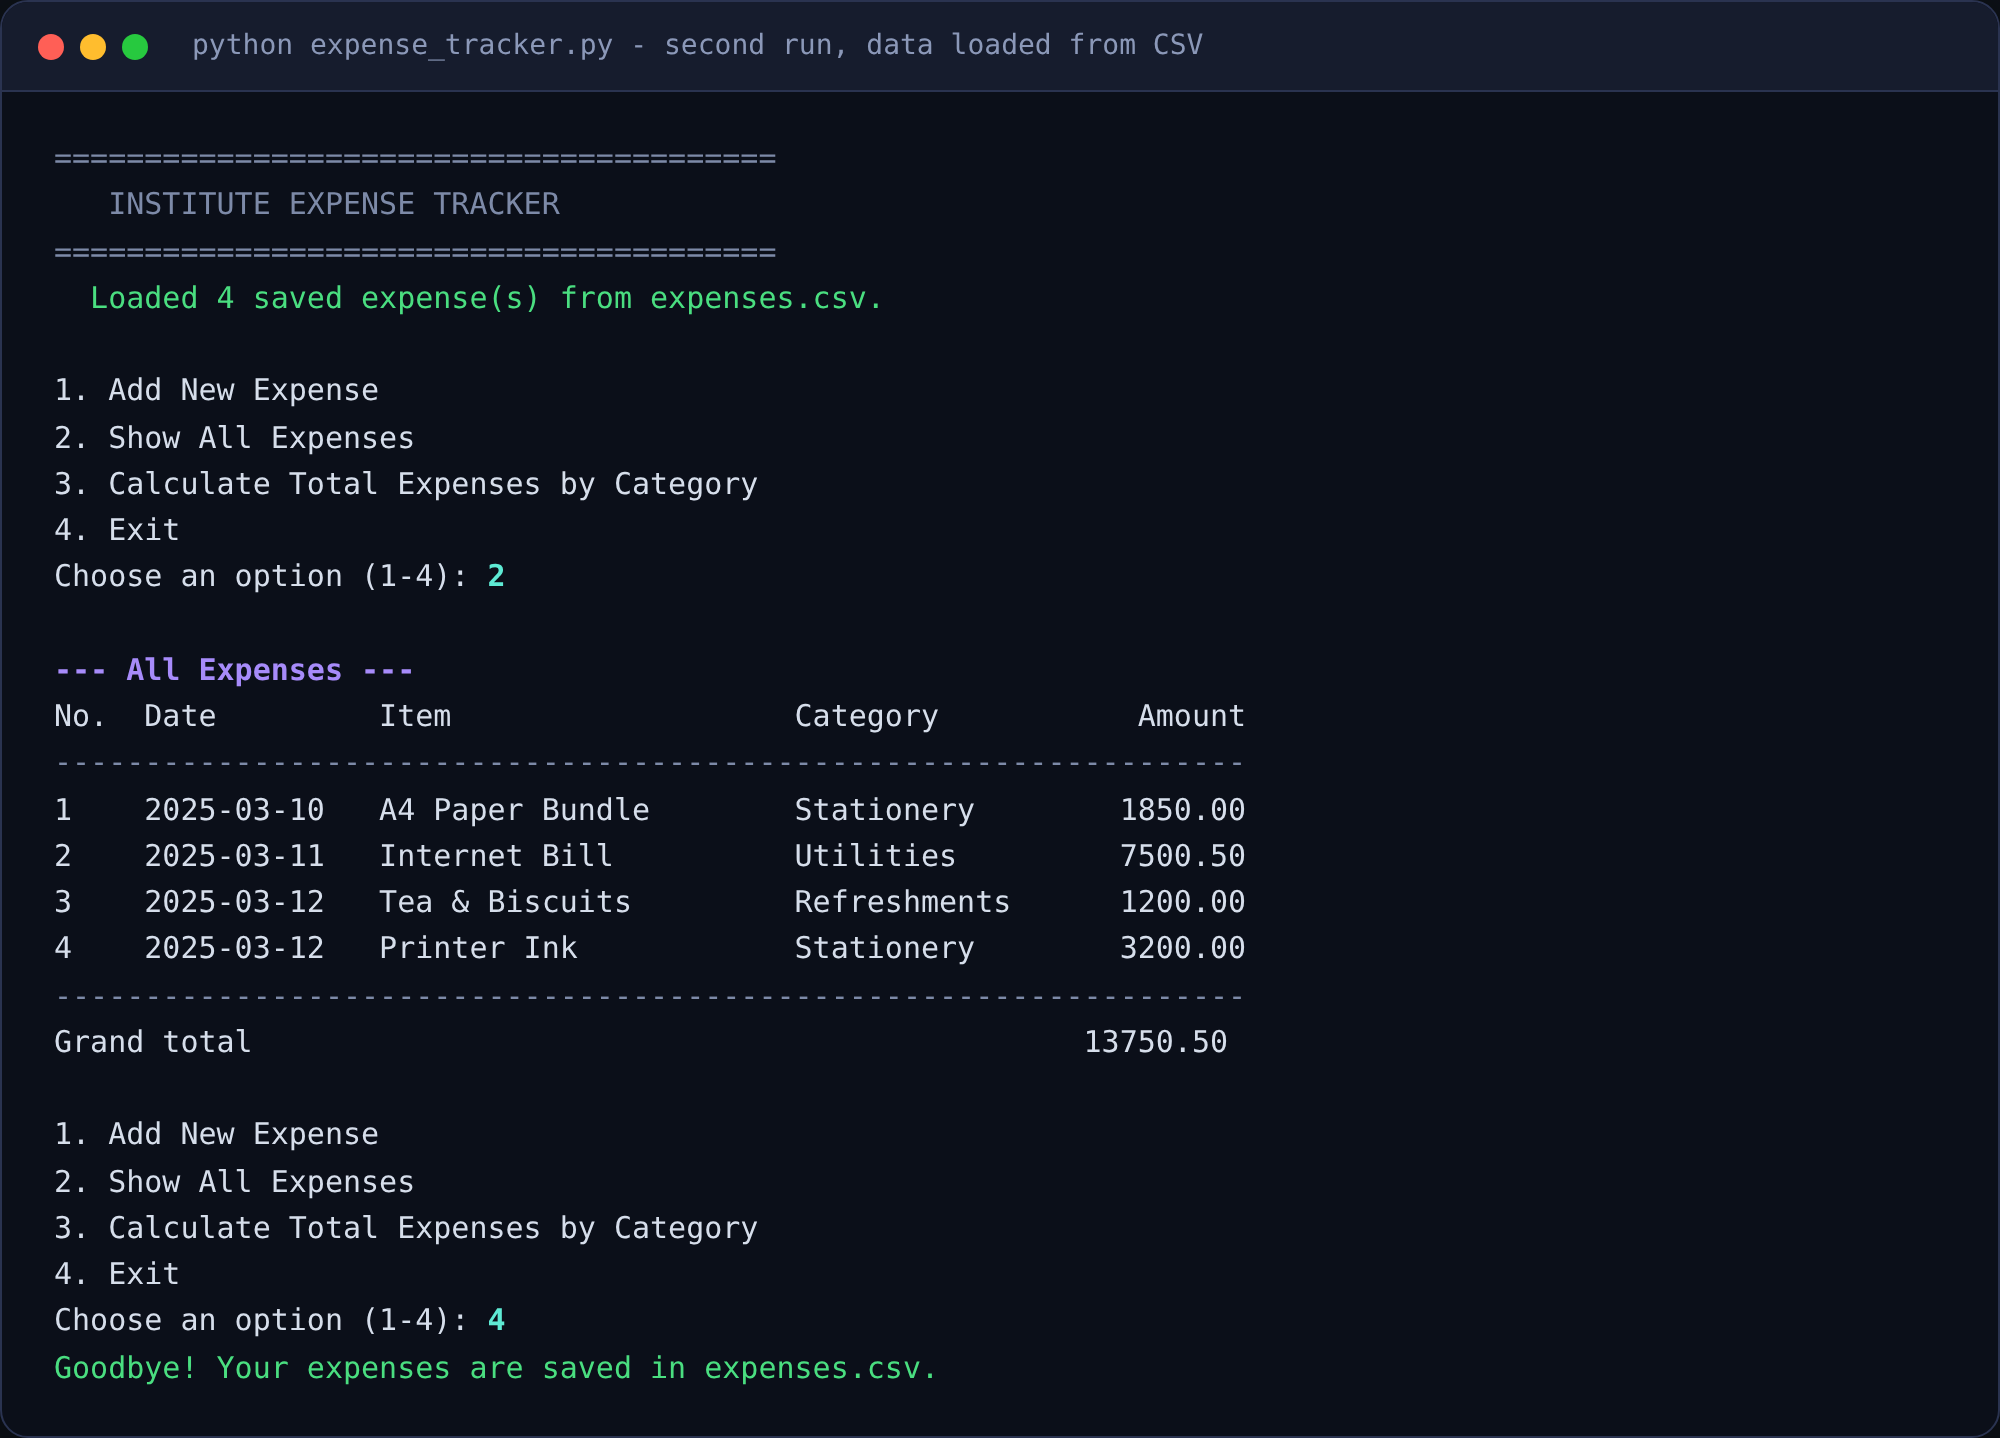 python expense_tracker.py - second run, data loaded from CSV
========================================
   INSTITUTE EXPENSE TRACKER
========================================
  Loaded 4 saved expense(s) from expenses.csv.

1. Add New Expense
2. Show All Expenses
3. Calculate Total Expenses by Category
4. Exit
Choose an option (1-4): 2

--- All Expenses ---
No.  Date         Item                   Category           Amount
------------------------------------------------------------------
1    2025-03-10   A4 Paper Bundle        Stationery        1850.00
2    2025-03-11   Internet Bill          Utilities         7500.50
3    2025-03-12   Tea & Biscuits         Refreshments      1200.00
4    2025-03-12   Printer Ink            Stationery        3200.00
------------------------------------------------------------------
Grand total                                              13750.50

1. Add New Expense
2. Show All Expenses
3. Calculate Total Expenses by Category
4. Exit
Choose an option (1-4): 4
Goodbye! Your expenses are saved in expenses.csv.